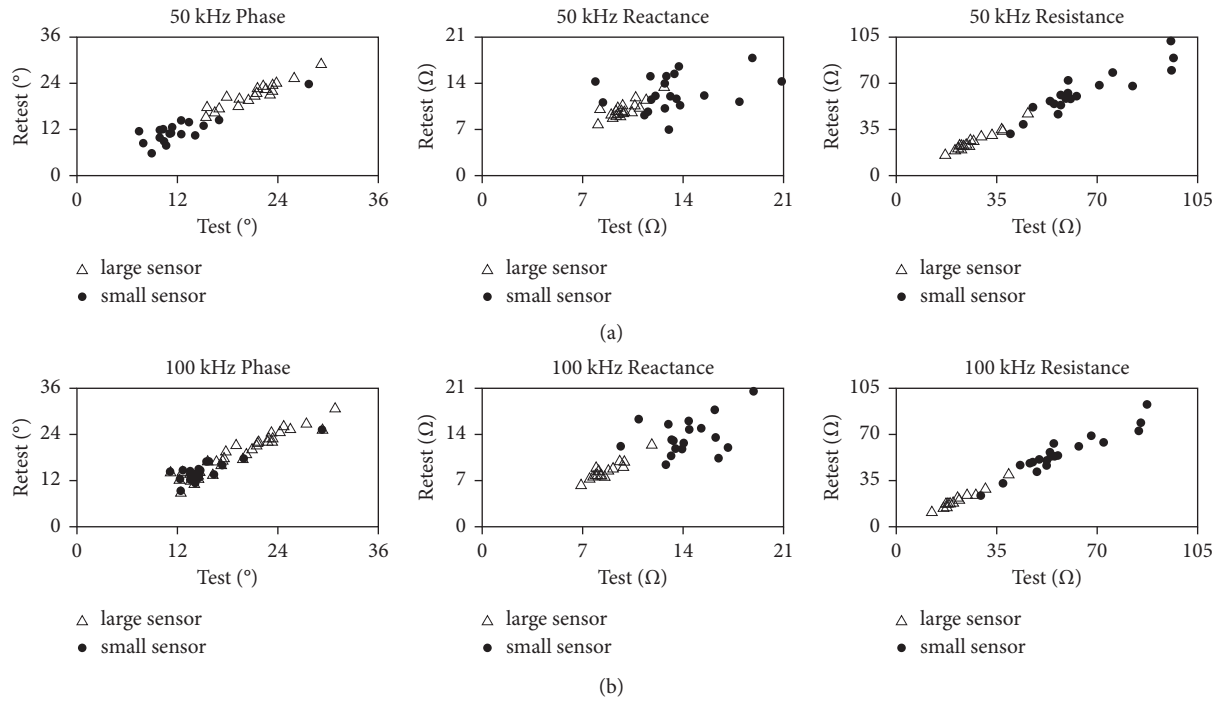 50 kHz Phase
36
24
12
0
Retest (°)
0 12 24 36
Test (°)
△ large sensor
● small sensor
50 kHz Reactance
21
14
7
0
Retest (Ω)
0 7 14 21
Test (Ω)
△ large sensor
● small sensor
50 kHz Resistance
105
70
35
0
Retest (Ω)
0 35 70 105
Test (Ω)
△ large sensor
● small sensor
(a)
100 kHz Phase
36
24
12
0
Retest (°)
0 12 24 36
Test (°)
△ large sensor
● small sensor
100 kHz Reactance
21
14
7
0
Retest (Ω)
0 7 14 21
Test (Ω)
△ large sensor
● small sensor
100 kHz Resistance
105
70
35
0
Retest (Ω)
0 35 70 105
Test (Ω)
△ large sensor
● small sensor
(b)